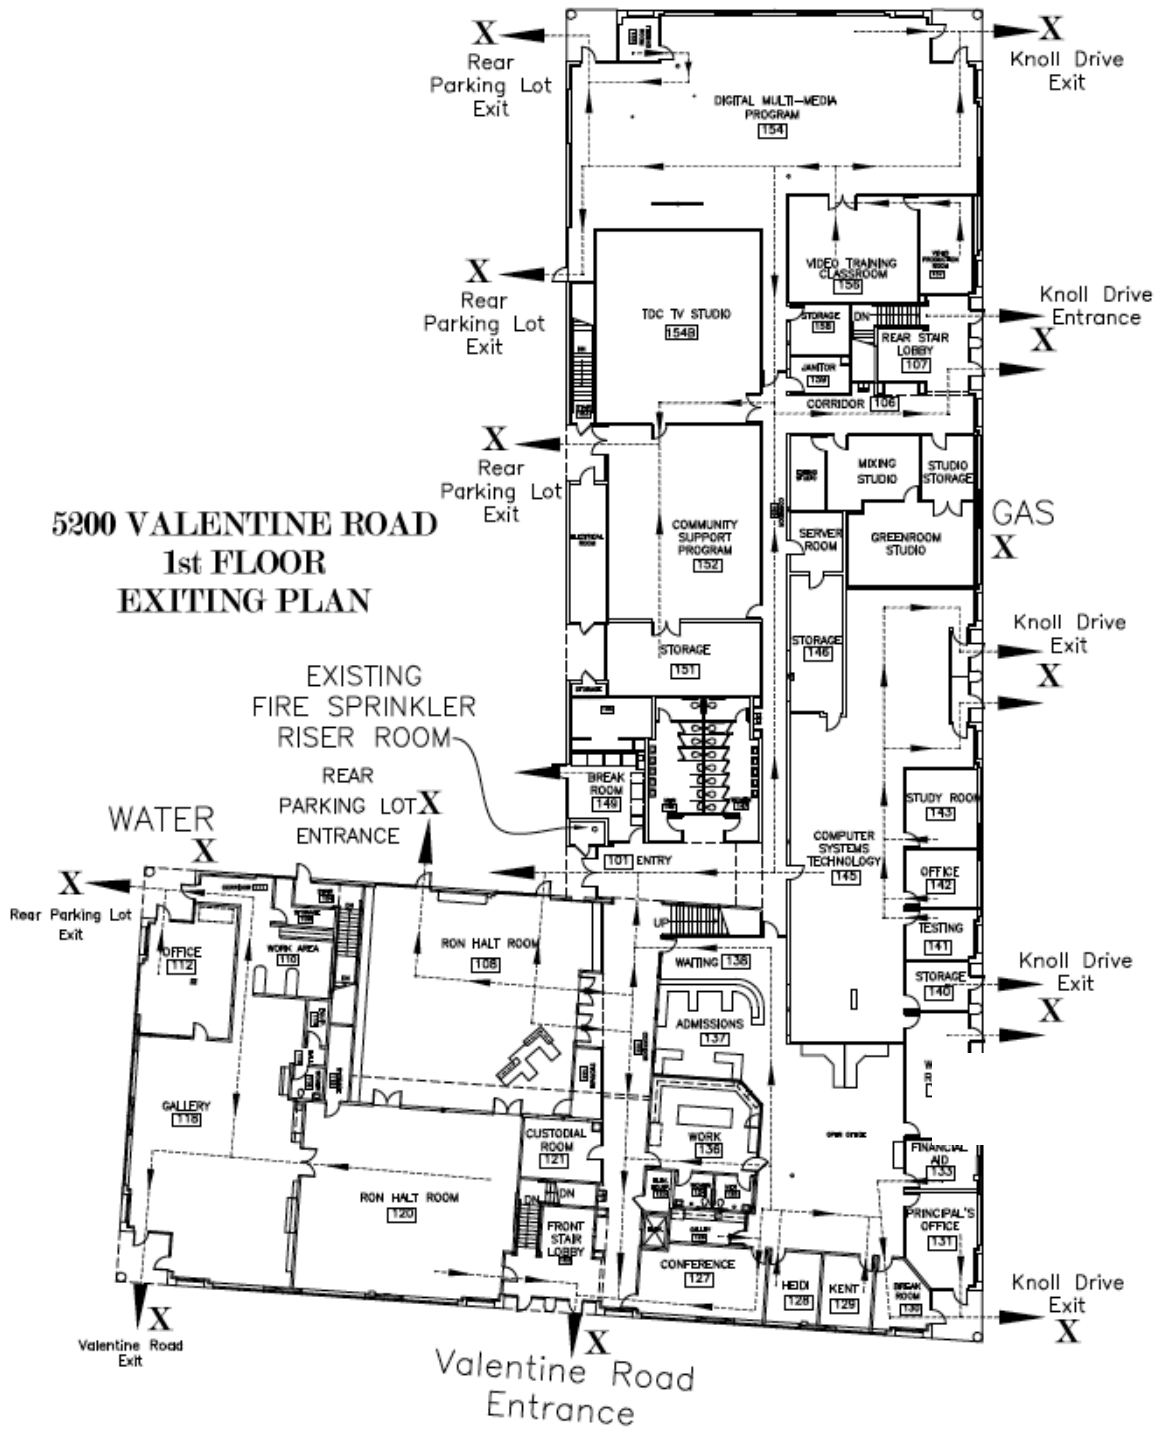 X
Rear
Parking Lot
Exit
X
Knoll Drive
Exit
DIGITAL MULTI-MEDIA
PROGRAM
154
VIDEO TRAINING
CLASSROOM
156
X
Rear
Parking Lot
Exit
TDC TV STUDIO
154B
STORAGE
158
DN
REAR STAIR
LOBBY
107
Knoll Drive
Entrance
X
JANITOR
159
CORRIDOR 106
X
Rear
Parking Lot
Exit
MIXING
STUDIO
STUDIO
STORAGE
5200 VALENTINE ROAD
1st FLOOR
EXITING PLAN
COMMUNITY
SUPPORT
PROGRAM
152
ELECTRICAL
ROOM
SERVER
ROOM
GREENROOM
STUDIO
GAS
X
STORAGE
151
STORAGE
146
Knoll Drive
Exit
X
STORAGE
EXISTING
FIRE SPRINKLER
RISER ROOM
BREAK
ROOM
149
REAR
PARKING LOT X
ENTRANCE
STUDY ROOM
143
WATER
X
101 ENTRY
COMPUTER
SYSTEMS
TECHNOLOGY
145
OFFICE
142
X
Rear Parking Lot
Exit
TESTING
141
UP
OFFICE
112
WORK AREA
110
RON HALT ROOM
108
WAITING 138
STORAGE
140
Knoll Drive
Exit
X
ADMISSIONS
137
W
R
GALLERY
118
CUSTODIAL
ROOM
121
WORK
136
OPEN OFFICE
FINANCIAL
AID
133
RON HALT ROOM
120
DN
DN
FRONT
STAIR
LOBBY
PRINCIPAL'S
OFFICE
131
CONFERENCE
127
HEIDI
128
KENT
129
BREAK
ROOM
130
Knoll Drive
Exit
X
X
Valentine Road
Exit
X
Valentine Road
Entrance